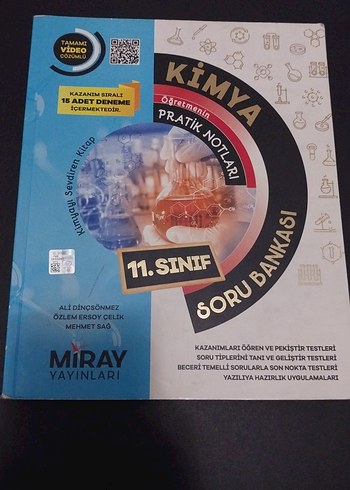 TAMAMI
VİDEO
ÇÖZÜMLÜ
KİMYA
KAZANIM SIRALI
15 ADET DENEME
İÇERMEKTEDİR.
Öğretmenin
PRATİK NOTLARI
Kimyayı Sevdiren Kitap
11. SINIF
SORU BANKASI
ALİ DİNÇSÖNMEZ
ÖZLEM ERSOY ÇELİK
MEHMET SAĞ
MİRAY
YAYINLARI
KAZANIMLARI ÖĞREN VE PEKİŞTİR TESTLERİ
SORU TİPLERİNİ TANI VE GELİŞTİR TESTLERİ
BECERİ TEMELLİ SORULARLA SON NOKTA TESTLERİ
YAZILIYA HAZIRLIK UYGULAMALARI